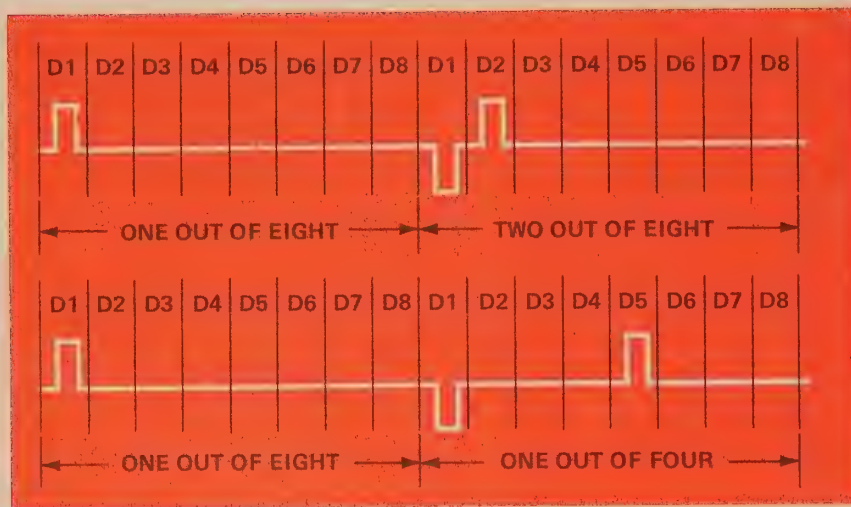 D1 D2 D3 D4 D5 D6 D7 D8 D1 D2 D3 D4 D5 D6 D7 D8
ONE OUT OF EIGHT TWO OUT OF EIGHT
D1 D2 D3 D4 D5 D6 D7 D8 D1 D2 D3 D4 D5 D6 D7 D8
ONE OUT OF EIGHT ONE OUT OF FOUR